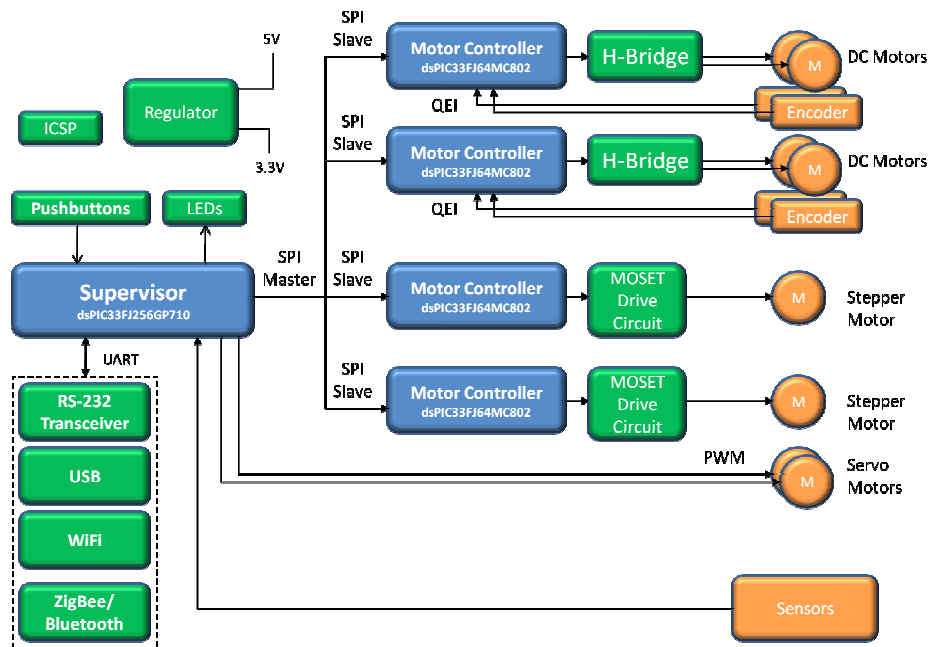 5V
Regulator
3.3V
ICSP
Pushbuttons
LEDs
Supervisor
dsPIC33FJ256GP710
SPI
Master
UART
RS-232
Transceiver
USB
WiFi
ZigBee/
Bluetooth
SPI
Slave
Motor Controller
dsPIC33FJ64MC802
H-Bridge
M
DC Motors
QEI
Encoder
SPI
Slave
Motor Controller
dsPIC33FJ64MC802
H-Bridge
M
DC Motors
QEI
Encoder
SPI
Slave
Motor Controller
dsPIC33FJ64MC802
MOSET
Drive
Circuit
M
Stepper
Motor
SPI
Slave
Motor Controller
dsPIC33FJ64MC802
MOSET
Drive
Circuit
M
Stepper
Motor
PWM
M
Servo
Motors
Sensors